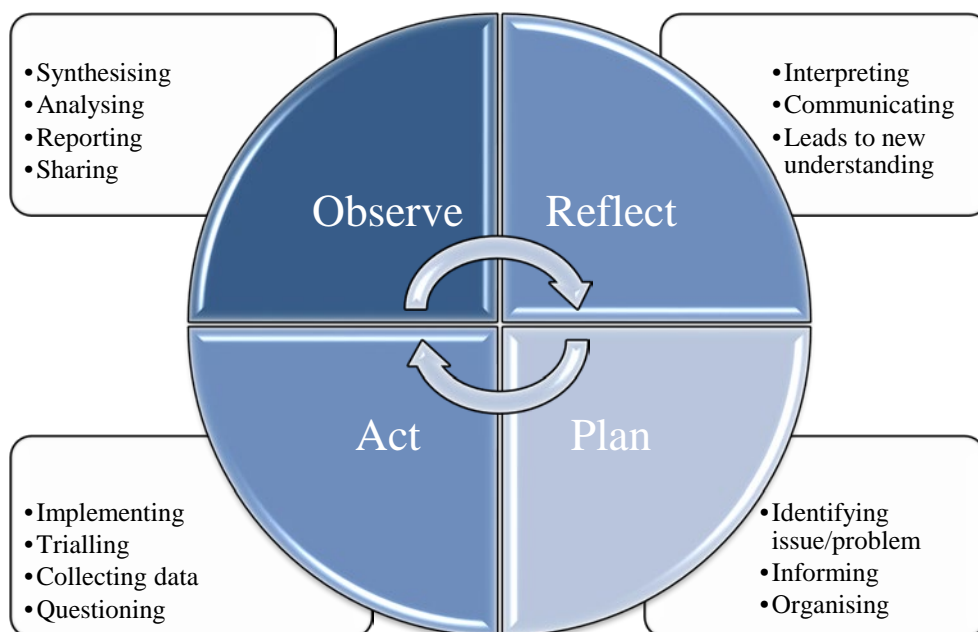 •Synthesising
•Analysing
•Reporting
•Sharing
•Interpreting
•Communicating
•Leads to new
understanding
Observe
Reflect
Act
Plan
•Implementing
•Trialling
•Collecting data
•Questioning
•Identifying
issue/problem
•Informing
•Organising